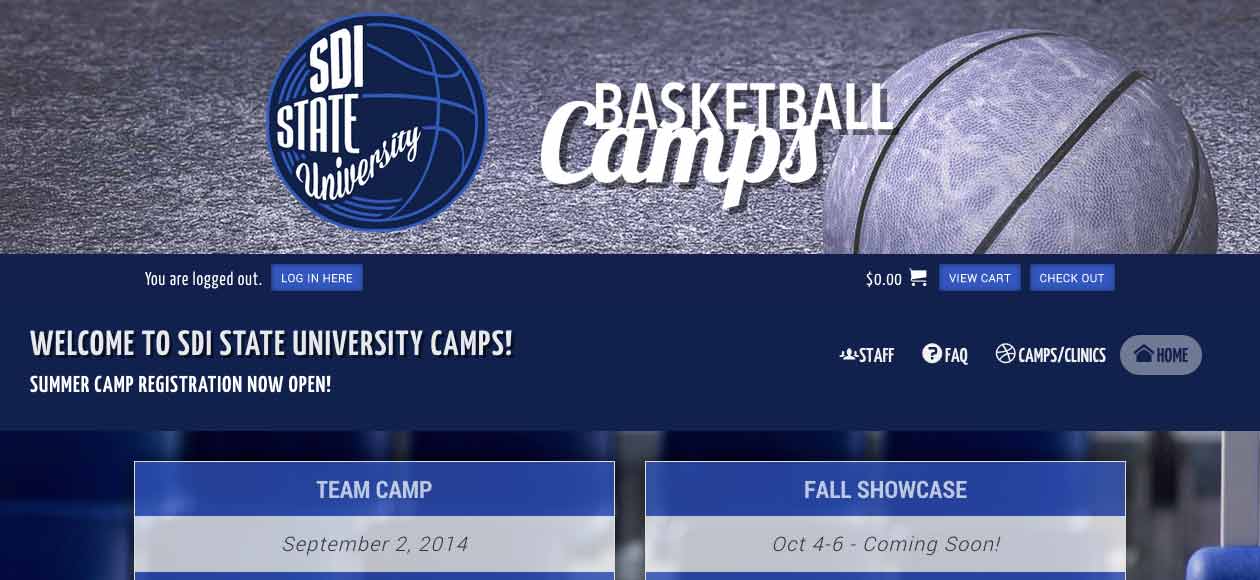 SDI
STATE
University
BASKETBALL
Camps
You are logged out. LOG IN HERE $0.00 VIEW CART CHECK OUT
WELCOME TO SDI STATE UNIVERSITY CAMPS!
SUMMER CAMP REGISTRATION NOW OPEN!
STAFF ? FAQ CAMPS/CLINICS HOME
TEAM CAMP
September 2, 2014
FALL SHOWCASE
Oct 4-6 - Coming Soon!